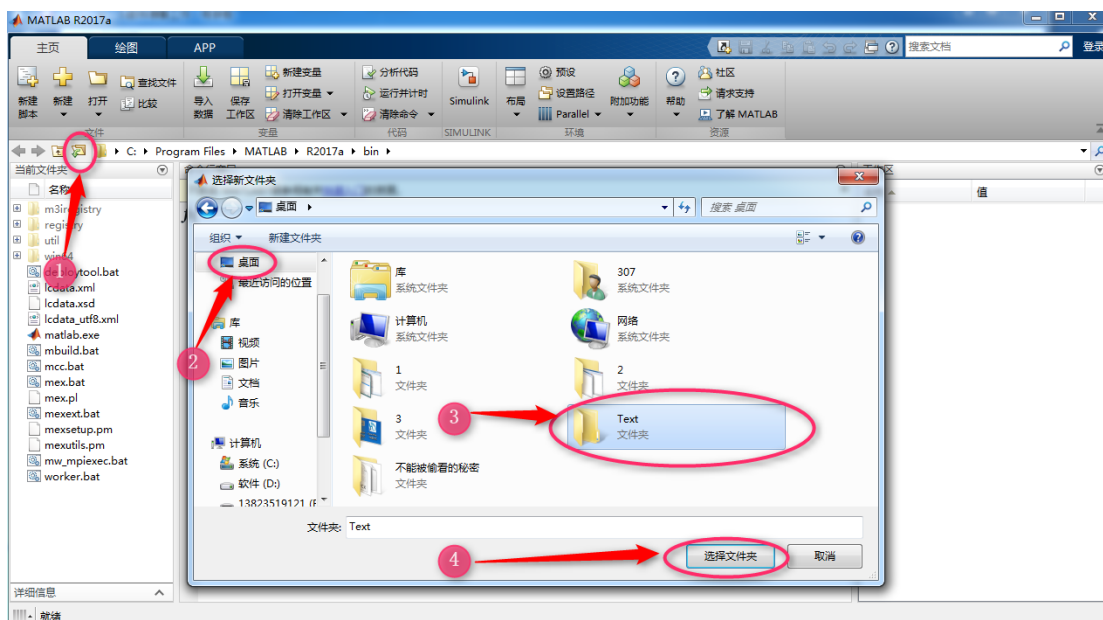 MATLAB R2017a
主页 绘图 APP 搜索文档 登录
新建脚本 新建 打开 查找文件 比较 导入数据 保存工作区 新建变量 打开变量 清除工作区 分析代码 运行并计时 清除命令 Simulink 布局 预设 设置路径 Parallel 附加功能 帮助 社区 请求支持 了解 MATLAB
文件 变量 代码 SIMULINK 环境 资源
C: Program Files MATLAB R2017a bin
当前文件夹
名称
值
m3iregistry
registry
util
win64
deploytool.bat
lcdata.xml
lcdata.xsd
lcdata_utf8.xml
matlab.exe
mbuild.bat
mcc.bat
mex.bat
mex.pl
mexext.bat
mexsetup.pm
mexutils.pm
mw_mpiexec.bat
worker.bat
详细信息
就绪
选择新文件夹
桌面 搜索 桌面
组织 新建文件夹
桌面
最近访问的位置
库
视频
图片
文档
音乐
计算机
系统 (C:)
软件 (D:)
13823519121 (F
库
系统文件夹
307
系统文件夹
计算机
系统文件夹
网络
系统文件夹
1
文件夹
2
文件夹
3
文件夹
Text
文件夹
不能被偷看的秘密
文件夹
文件夹: Text
选择文件夹 取消
1
2
3
4